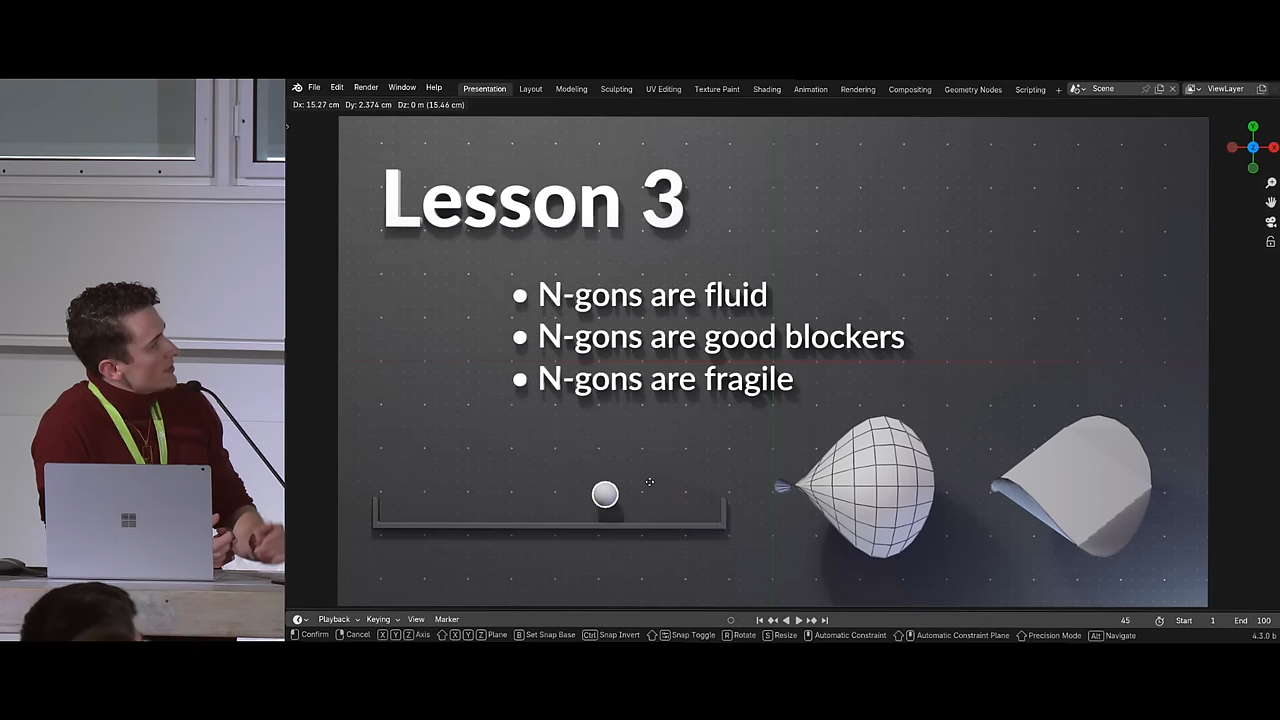 File Edit Render Window Help Presentation Layout Modeling Sculpting UV Editing Texture Paint Shading Animation Rendering Compositing Geometry Nodes Scripting + Scene ViewLayer
Dx: 15.27 cm Dy: 2.374 cm Dz: 0 m (15.46 cm)
Y
Z X
Lesson 3
• N-gons are fluid
• N-gons are good blockers
• N-gons are fragile
Playback Keying View Marker 45 Start 1 End 100
Confirm Cancel X Y Z Axis X Y Z Plane B Set Snap Base Ctrl Snap Invert Snap Toggle R Rotate S Resize Automatic Constraint Automatic Constraint Plane Precision Mode Alt Navigate 4.3.0 b